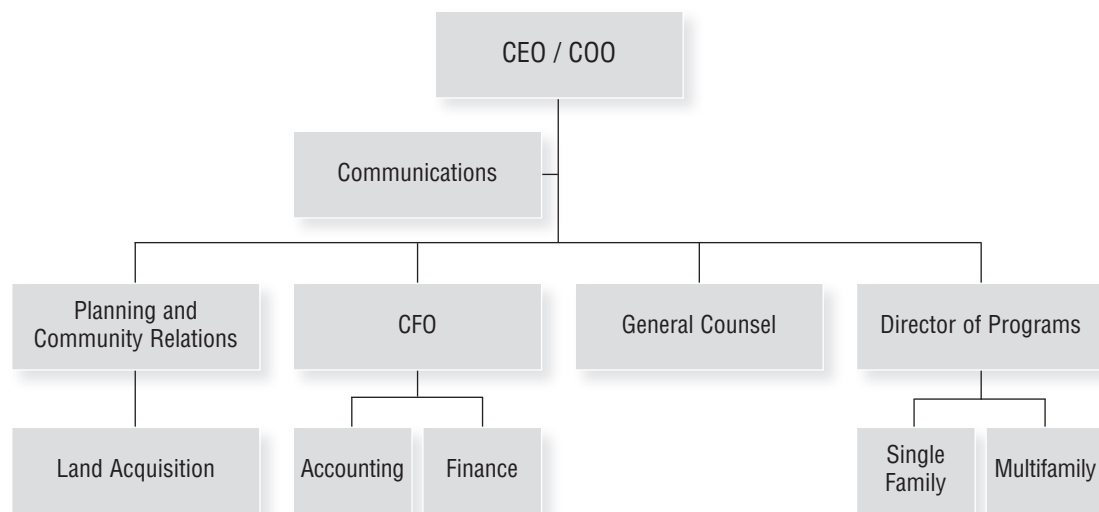 CEO / COO
Communications
Planning and
Community Relations
CFO
General Counsel
Director of Programs
Land Acquisition
Accounting
Finance
Single
Family
Multifamily